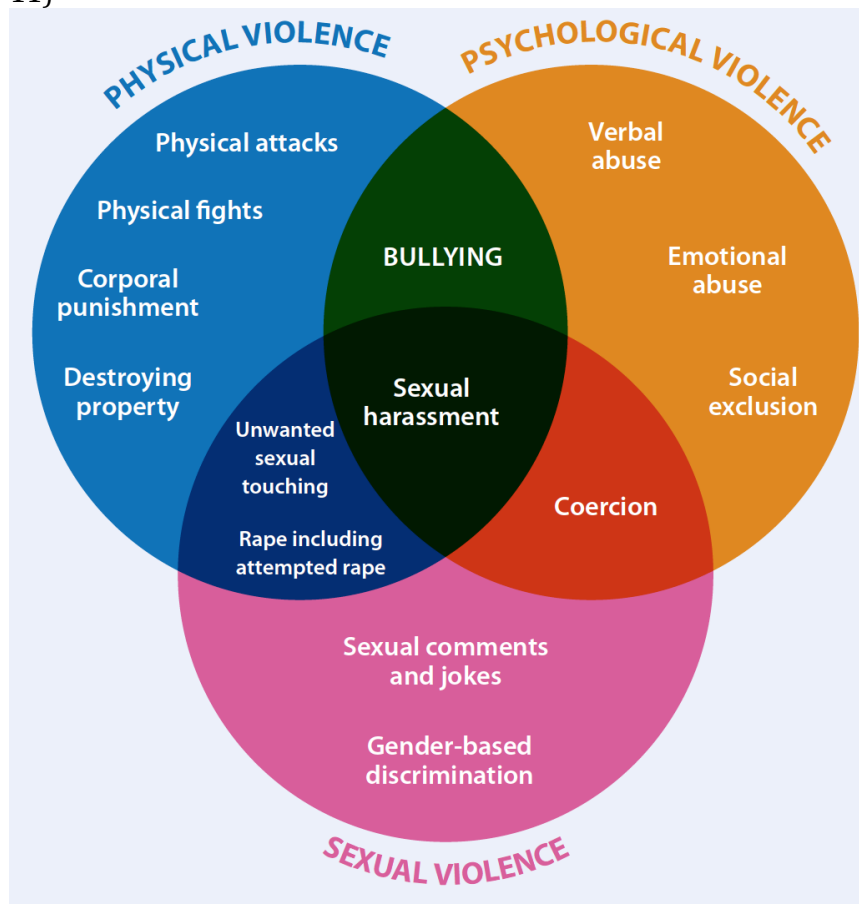 PHYSICAL VIOLENCE
PSYCHOLOGICAL VIOLENCE
Physical attacks
Physical fights
Corporal
punishment
Destroying
property
BULLYING
Verbal
abuse
Emotional
abuse
Social
exclusion
Sexual
harassment
Unwanted
sexual
touching
Rape including
attempted rape
Coercion
Sexual comments
and jokes
Gender-based
discrimination
SEXUAL VIOLENCE